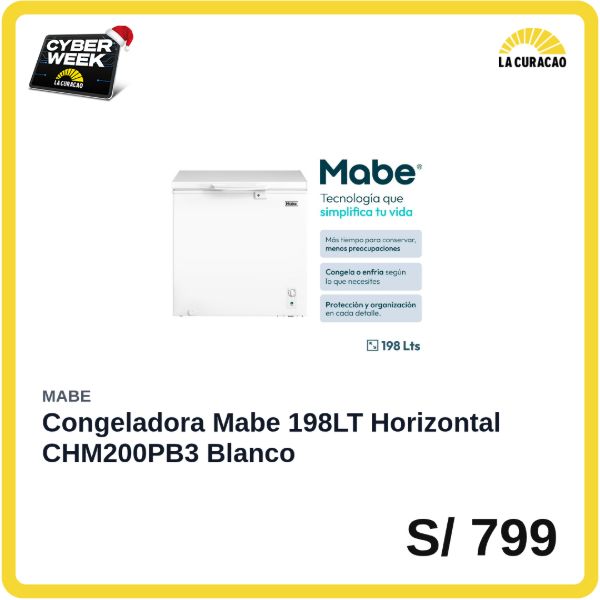 CYBER
WEEK
LA CURACAO
LA CURACAO
Mabe®
Tecnología que
simplifica tu vida
Más tiempo para conservar,
menos preocupaciones
Congela o enfría según
lo que necesites
Protección y organización
en cada detalle.
198 Lts
Mabe
MABE
Congeladora Mabe 198LT Horizontal
CHM200PB3 Blanco
S/ 799